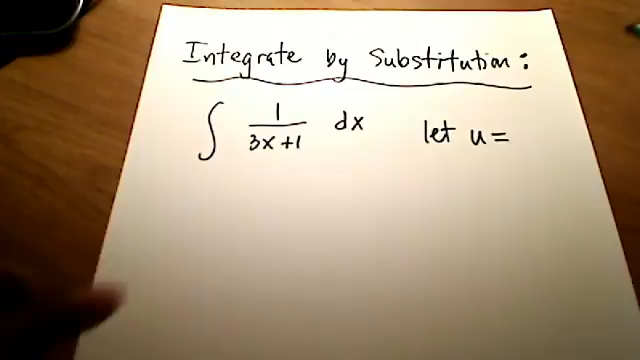 Integrate by Substitution:
∫ 1/(3x+1) dx let u=